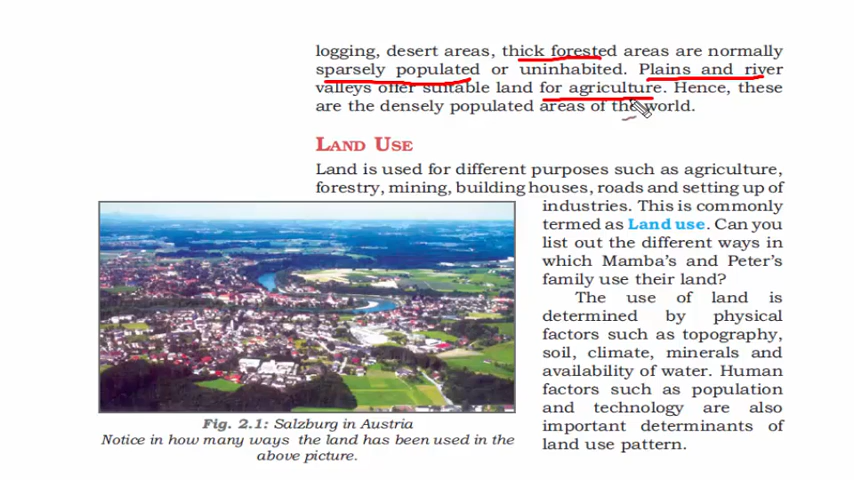 logging, desert areas, thick forested areas are normally
sparsely populated or uninhabited. Plains and river
valleys offer suitable land for agriculture. Hence, these
are the densely populated areas of the world.
LAND USE
Land is used for different purposes such as agriculture,
forestry, mining, building houses, roads and setting up of
industries. This is commonly
termed as Land use. Can you
list out the different ways in
which Mamba's and Peter's
family use their land?
The use of land is
determined by physical
factors such as topography,
soil, climate, minerals and
availability of water. Human
factors such as population
and technology are also
important determinants of
land use pattern.
Fig. 2.1: Salzburg in Austria
Notice in how many ways the land has been used in the
above picture.